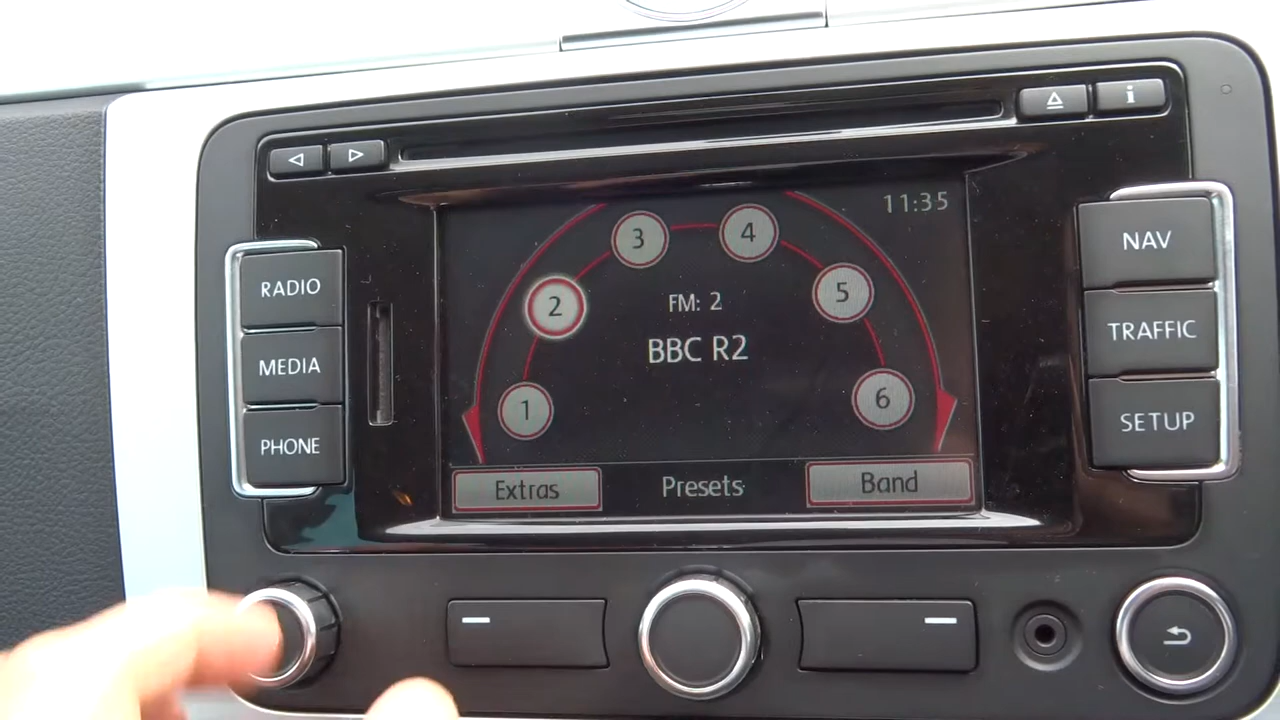 i
11:35
3
4
NAV
RADIO
2
FM: 2
5
TRAFFIC
BBC R2
MEDIA
1
6
SETUP
PHONE
Extras
Presets
Band